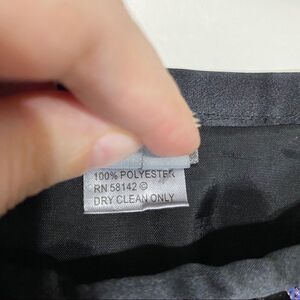 100% POLYESTER
RN 58142 ©
DRY CLEAN ONLY